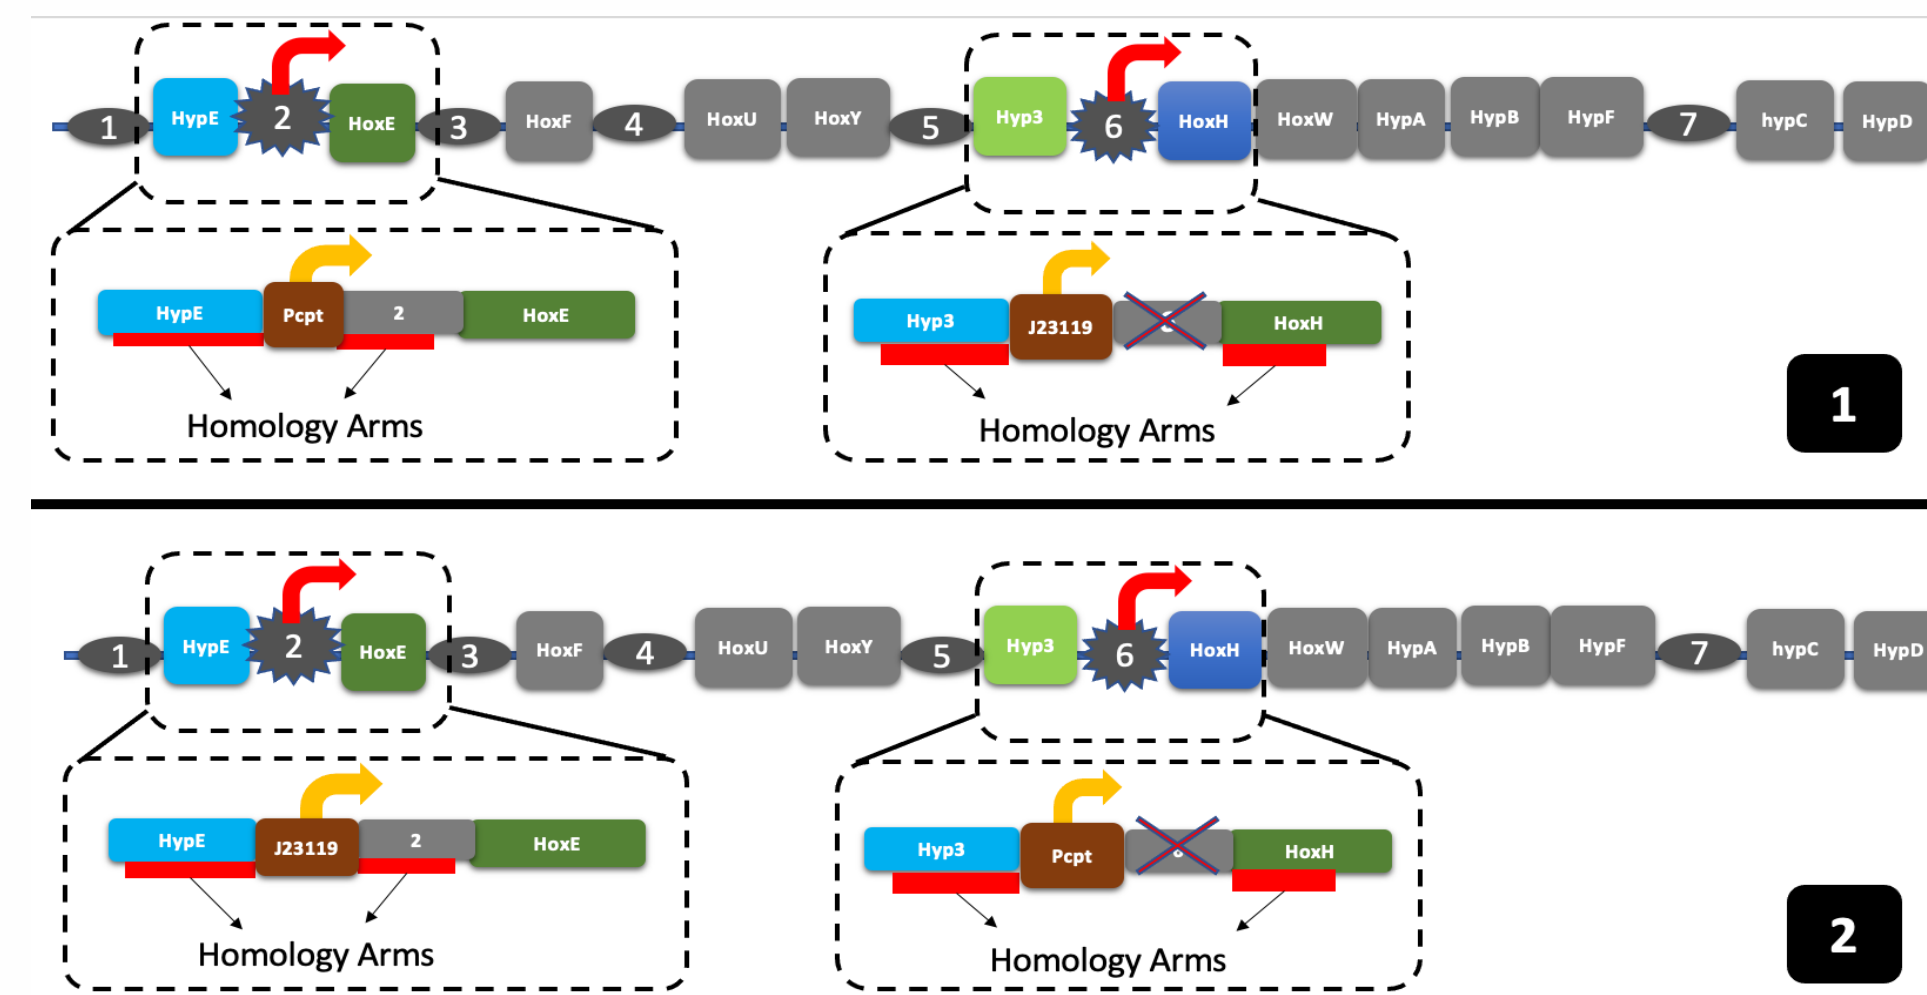 1 HypE 2 HoxE 3 HoxF 4 HoxU HoxY 5 Hyp3 6 HoxH HoxW HypA HypB HypF 7 hypC HypD
HypE Pcpt 2 HoxE
Homology Arms
Hyp3 J23119 HoxH
Homology Arms
1
1 HypE 2 HoxE 3 HoxF 4 HoxU HoxY 5 Hyp3 6 HoxH HoxW HypA HypB HypF 7 hypC HypD
HypE J23119 2 HoxE
Homology Arms
Hyp3 Pcpt HoxH
Homology Arms
2